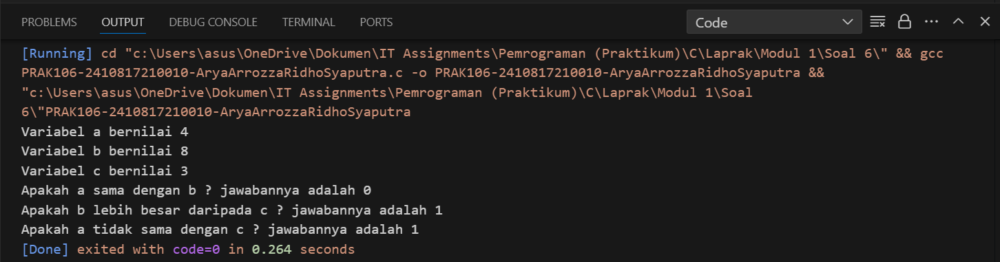 PROBLEMS OUTPUT DEBUG CONSOLE TERMINAL PORTS Code
[Running] cd "c:\Users\asus\OneDrive\Dokumen\IT Assignments\Pemrograman (Praktikum)\C\Laprak\Modul 1\Soal 6\" && gcc
PRAK106-2410817210010-AryaArrozzaRidhoSyaputra.c -o PRAK106-2410817210010-AryaArrozzaRidhoSyaputra &&
"c:\Users\asus\OneDrive\Dokumen\IT Assignments\Pemrograman (Praktikum)\C\Laprak\Modul 1\Soal
6\"PRAK106-2410817210010-AryaArrozzaRidhoSyaputra
Variabel a bernilai 4
Variabel b bernilai 8
Variabel c bernilai 3
Apakah a sama dengan b ? jawabannya adalah 0
Apakah b lebih besar daripada c ? jawabannya adalah 1
Apakah a tidak sama dengan c ? jawabannya adalah 1
[Done] exited with code=0 in 0.264 seconds